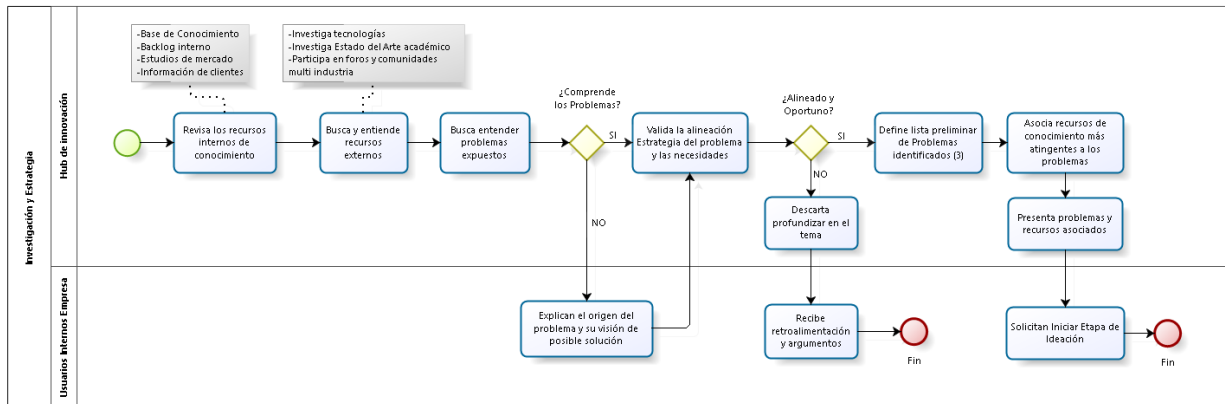 Investigación y Estrategia
Hub de innovación
-Base de Conocimiento
-Backlog interno
-Estudios de mercado
-Información de clientes
-Investiga tecnologías
-Investiga Estado del Arte académico
-Participa en foros y comunidades
multi industria
Revisa los recursos
internos de
conocimiento
Busca y entiende
recursos
externos
Busca entender
problemas
expuestos
¿Comprende
los Problemas?
SI
NO
Valida la alineación
Estrategia del problema
y las necesidades
¿Alineado y
Oportuno?
SI
NO
Define lista preliminar
de Problemas
identificados (3)
Asocia recursos de
conocimiento más
atingentes a los
problemas
Descarta
profundizar en el
tema
Presenta problemas y
recursos asociados
Usuarios Internos Empresa
Explican el origen del
problema y su visión de
posible solución
Recibe
retroalimentación
y argumentos
Fin
Solicitan Iniciar Etapa de
Ideación
Fin